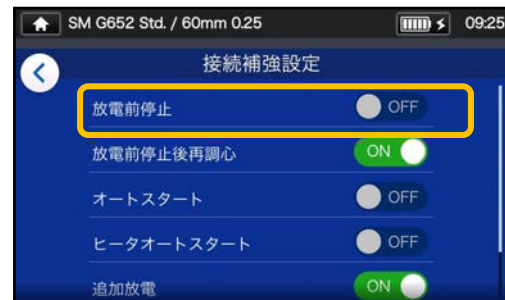 SM G652 Std. / 60mm 0.25 09:25
接続補強設定
放電前停止 OFF
放電前停止後再調心 ON
オートスタート OFF
ヒータオートスタート OFF
追加放電 ON